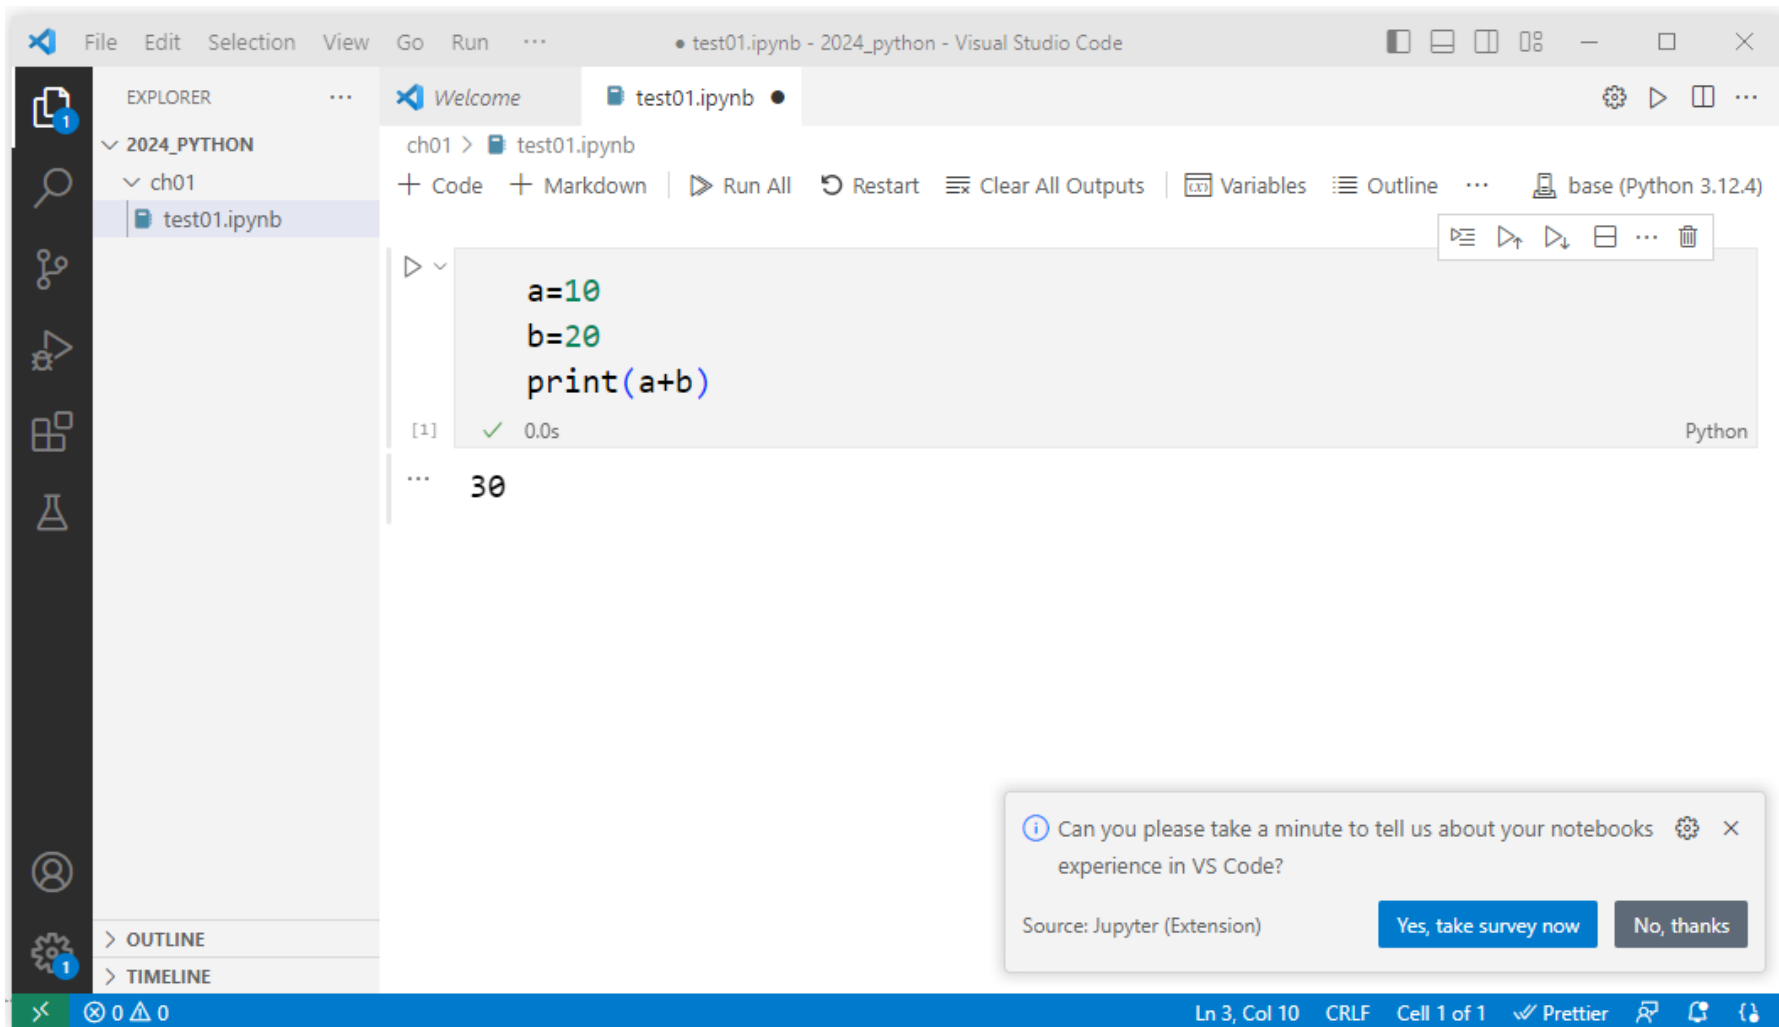 File Edit Selection View Go Run ···
● test01.ipynb - 2024_python - Visual Studio Code
EXPLORER ···
Welcome
test01.ipynb ●
2024_PYTHON
ch01
test01.ipynb
ch01 > test01.ipynb
+ Code + Markdown Run All Restart Clear All Outputs Variables Outline ··· base (Python 3.12.4)
a=10
b=20
print(a+b)
[1] ✓ 0.0s Python
··· 30
Can you please take a minute to tell us about your notebooks
experience in VS Code?
Source: Jupyter (Extension) Yes, take survey now No, thanks
1
1
OUTLINE
TIMELINE
0 0 Ln 3, Col 10 CRLF Cell 1 of 1 Prettier